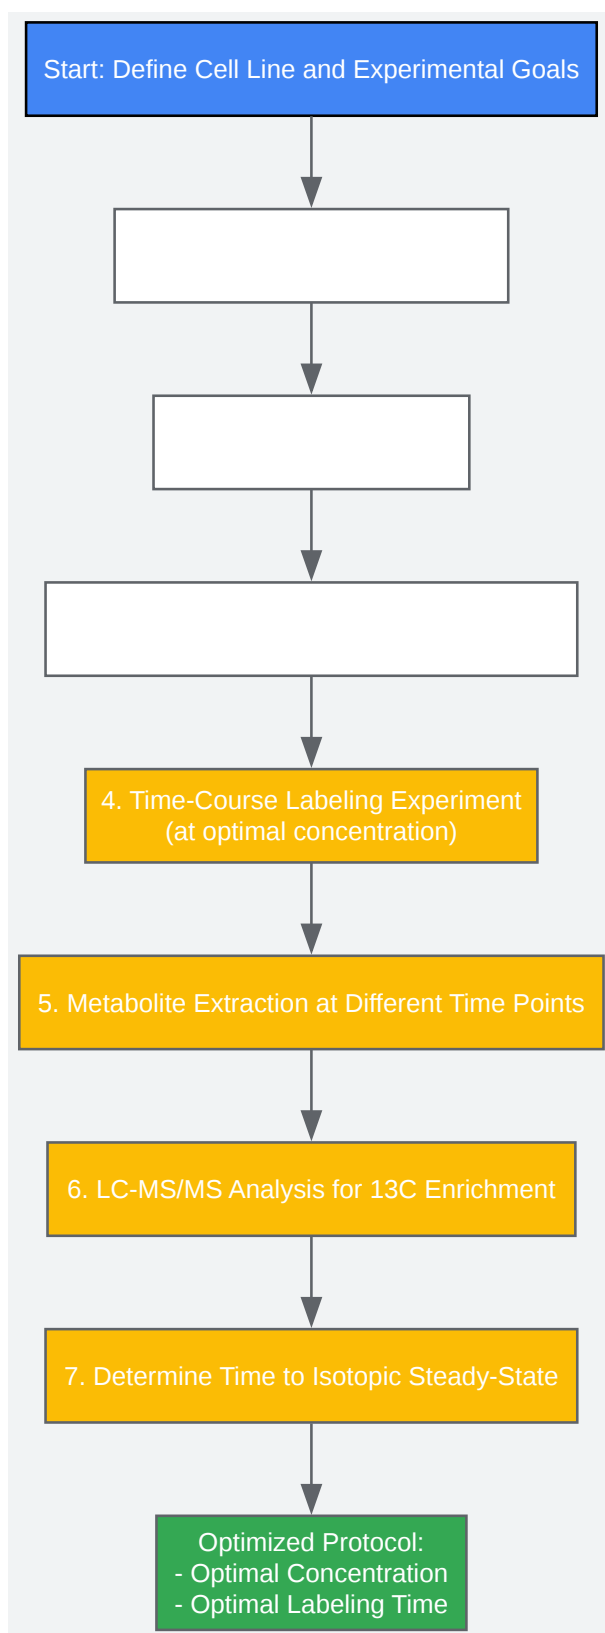 Start: Define Cell Line and Experimental Goals
4. Time-Course Labeling Experiment
(at optimal concentration)
5. Metabolite Extraction at Different Time Points
6. LC-MS/MS Analysis for 13C Enrichment
7. Determine Time to Isotopic Steady-State
Optimized Protocol:
- Optimal Concentration
- Optimal Labeling Time